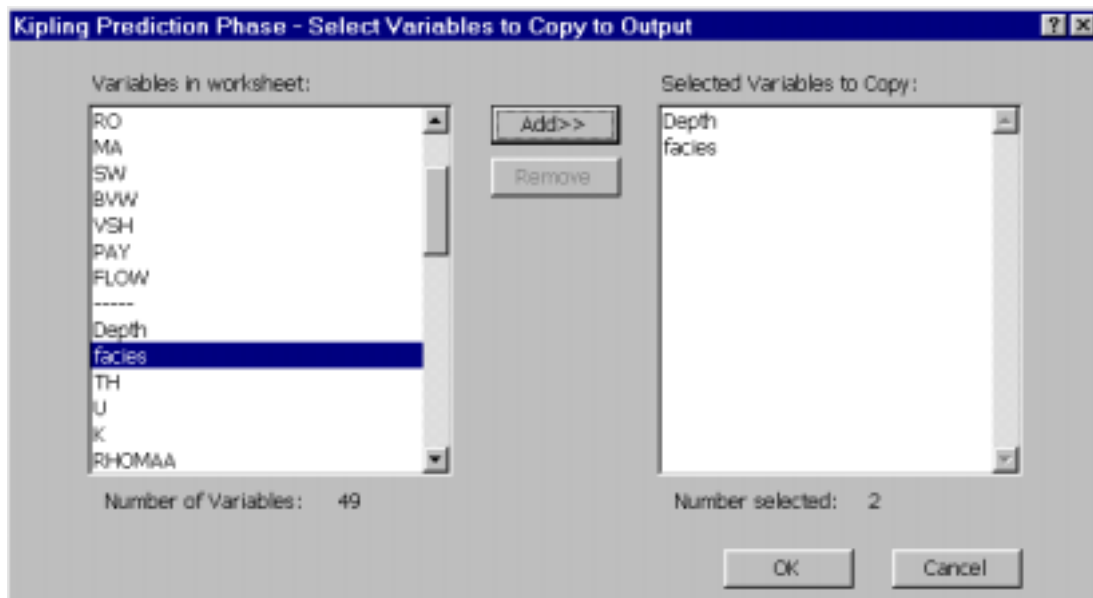 Kipling Prediction Phase - Select Variables to Copy to Output
Variables in worksheet:
RO
MA
SW
BVW
VSH
PAY
FLOW
-----
Depth
facies
TH
U
K
RHOMAA
Number of Variables: 49
Add>>
Remove
Selected Variables to Copy:
Depth
facies
Number selected: 2
OK
Cancel